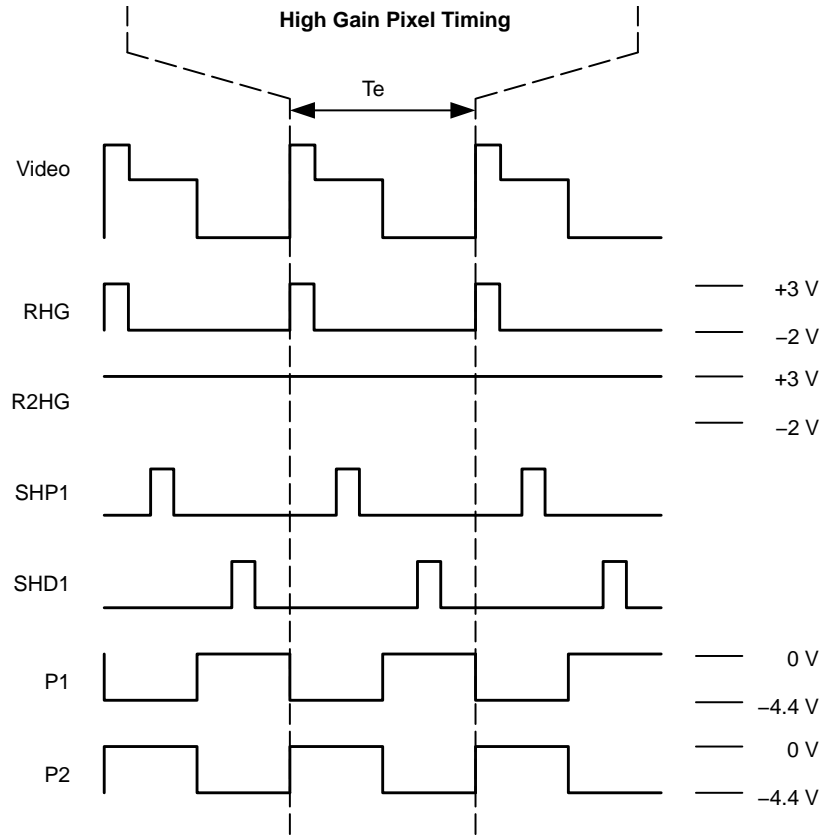 High Gain Pixel Timing
Te
Video
RHG
+3 V
−2 V
R2HG
+3 V
−2 V
SHP1
SHD1
P1
0 V
−4.4 V
P2
0 V
−4.4 V